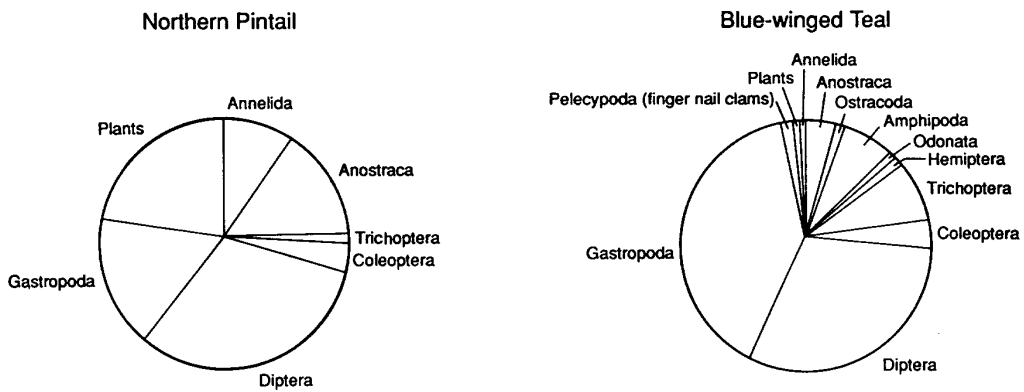 Northern Pintail
Annelida
Plants
Anostraca
Trichoptera
Coleoptera
Gastropoda
Diptera
Blue-winged Teal
Annelida
Plants
Anostraca
Pelecypoda (finger nail clams)
Ostracoda
Amphipoda
Odonata
Hemiptera
Trichoptera
Coleoptera
Gastropoda
Diptera